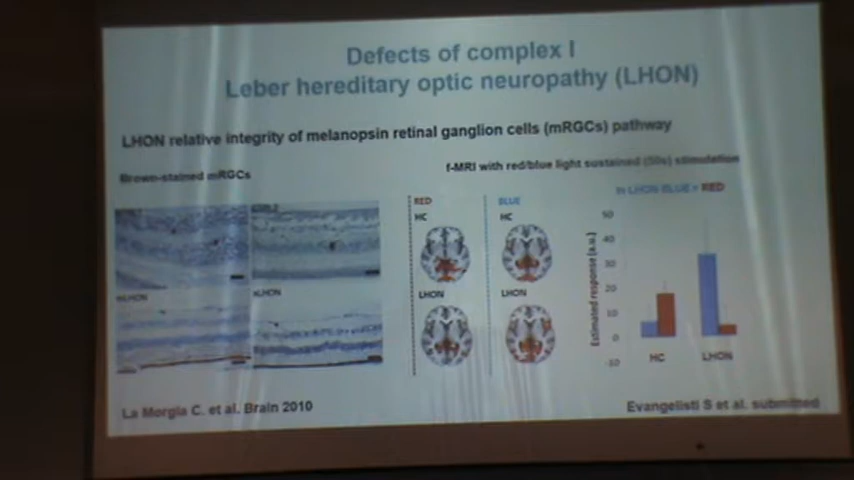 Defects of complex I
Leber hereditary optic neuropathy (LHON)
LHON relative integrity of melanopsin retinal ganglion cells (mRGCs) pathway
Brown-stained mRGCs
f-MRI with red/blue light sustained (50s) stimulation
RED
HC
LHON
BLUE
HC
LHON
LHON
LHON
In LHON BLUE > RED
Estimated response (a.u.)
50
40
30
20
10
0
-10
HC
LHON
La Morgia C. et al. Brain 2010
Evangelisti S et al. submitted